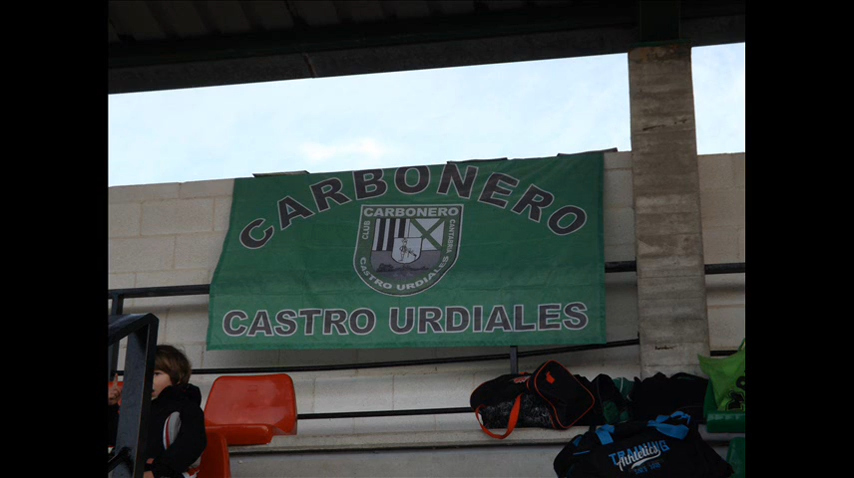 CARBONERO
CARBONERO
CLUB
CANTABRIA
CASTRO URDIALES
CASTRO URDIALES
TRAINING
Athletics